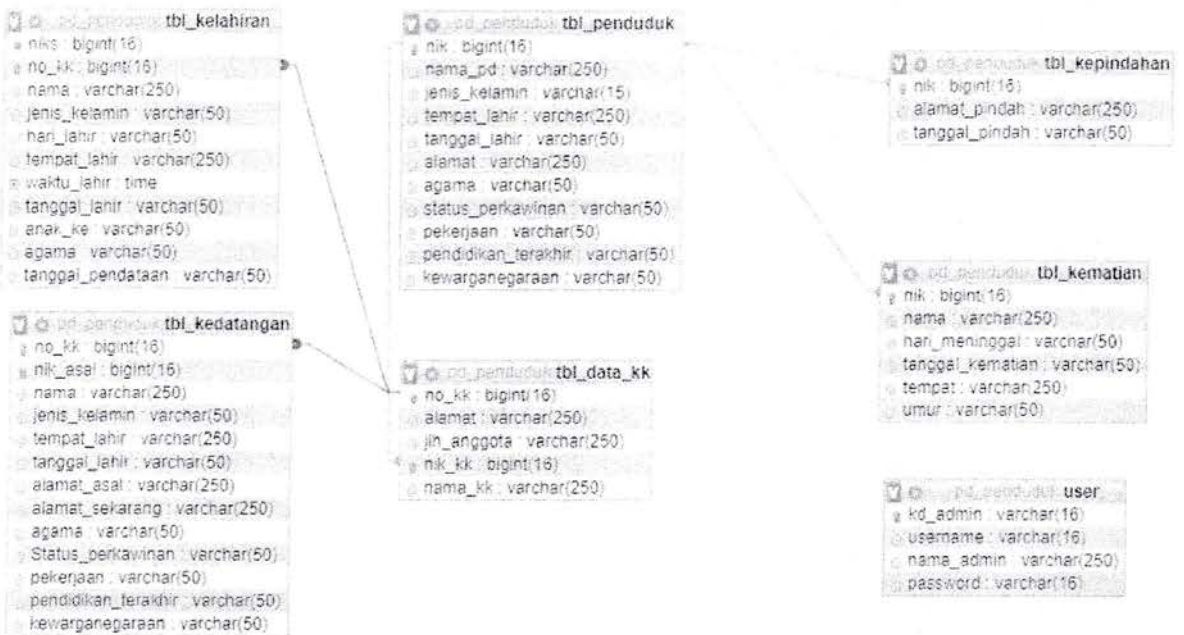 pd_penduduk tbl_kelahiran
niks : bigint(16)
no_kk : bigint(16)
nama : varchar(250)
jenis_kelamin : varchar(50)
hari_lahir : varchar(50)
tempat_lahir : varchar(250)
waktu_lahir : time
tanggal_lahir : varchar(50)
anak_ke : varchar(50)
agama : varchar(50)
tanggal_pendataan : varchar(50)
pd_penduduk tbl_kedatangan
no_kk : bigint(16)
nik_asal : bigint(16)
nama : varchar(250)
jenis_kelamin : varchar(50)
tempat_lahir : varchar(250)
tanggal_lahir : varchar(50)
alamat_asal : varchar(250)
alamat_sekarang : varchar(250)
agama : varchar(50)
Status_perkawinan : varchar(50)
pekerjaan : varchar(50)
pendidikan_terakhir : varchar(50)
kewarganegaraan : varchar(50)
pd_penduduk tbl_penduduk
nik : bigint(16)
nama_pd : varchar(250)
jenis_kelamin : varchar(15)
tempat_lahir : varchar(250)
tanggal_lahir : varchar(50)
alamat : varchar(250)
agama : varchar(50)
status_perkawinan : varchar(50)
pekerjaan : varchar(50)
pendidikan_terakhir : varchar(50)
kewarganegaraan : varchar(50)
pd_penduduk tbl_data_kk
no_kk : bigint(16)
alamat : varchar(250)
jlh_anggota : varchar(250)
nik_kk : bigint(16)
nama_kk : varchar(250)
pd_penduduk tbl_kepindahan
nik : bigint(16)
alamat_pindah : varchar(250)
tanggal_pindah : varchar(50)
pd_penduduk tbl_kematian
nik : bigint(16)
nama : varchar(250)
hari_meninggal : varchar(50)
tanggal_kematian : varchar(50)
tempat : varchar(250)
umur : varchar(50)
pd_penduduk user
kd_admin : varchar(16)
username : varchar(16)
nama_admin : varchar(250)
password : varchar(16)